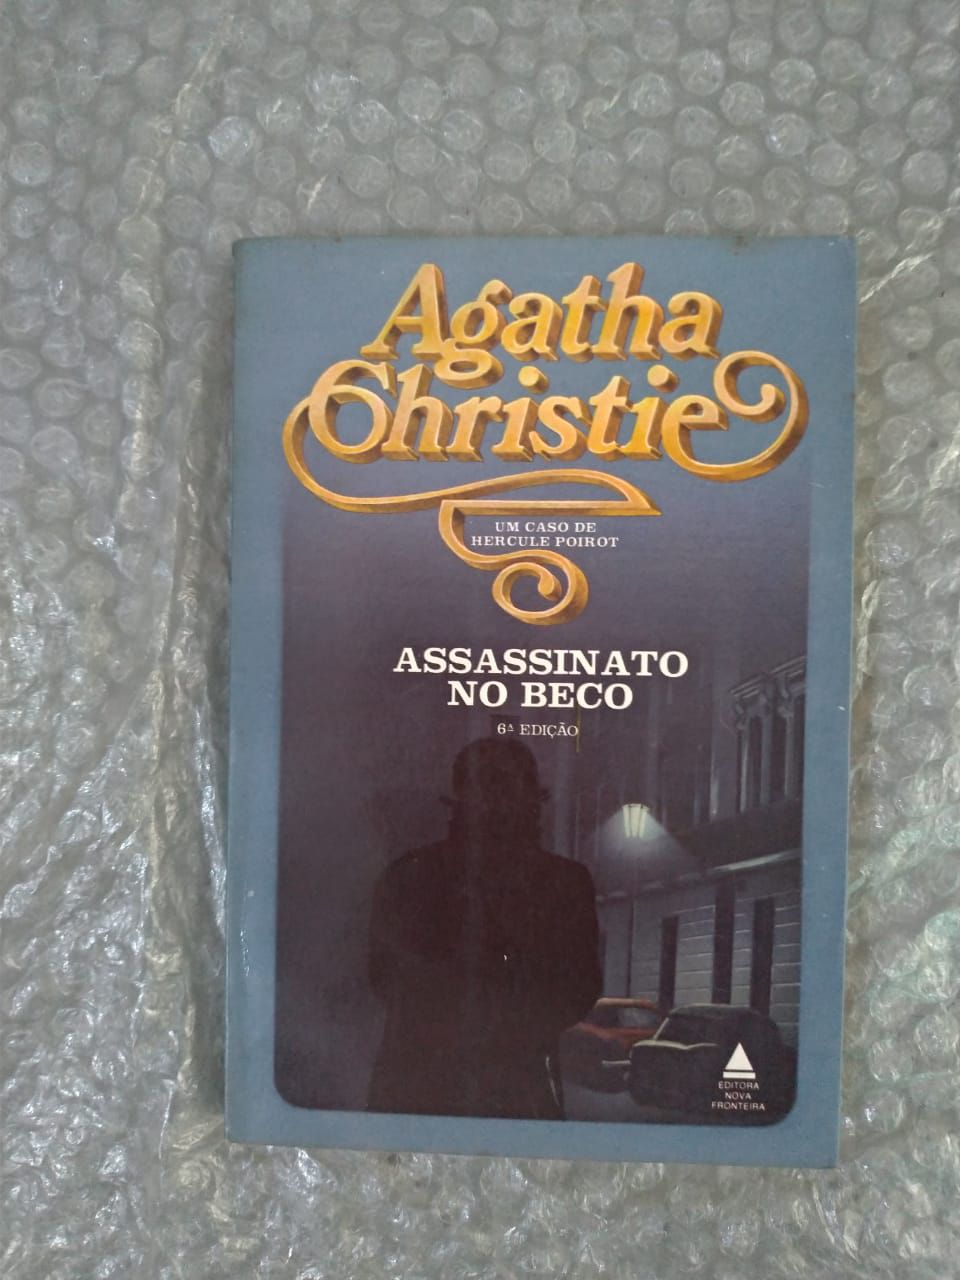 Agatha
Christie
UM CASO DE
HERCULE POIROT
ASSASSINATO
NO BECO
6ª EDIÇÃO
EDITORA
NOVA
FRONTEIRA